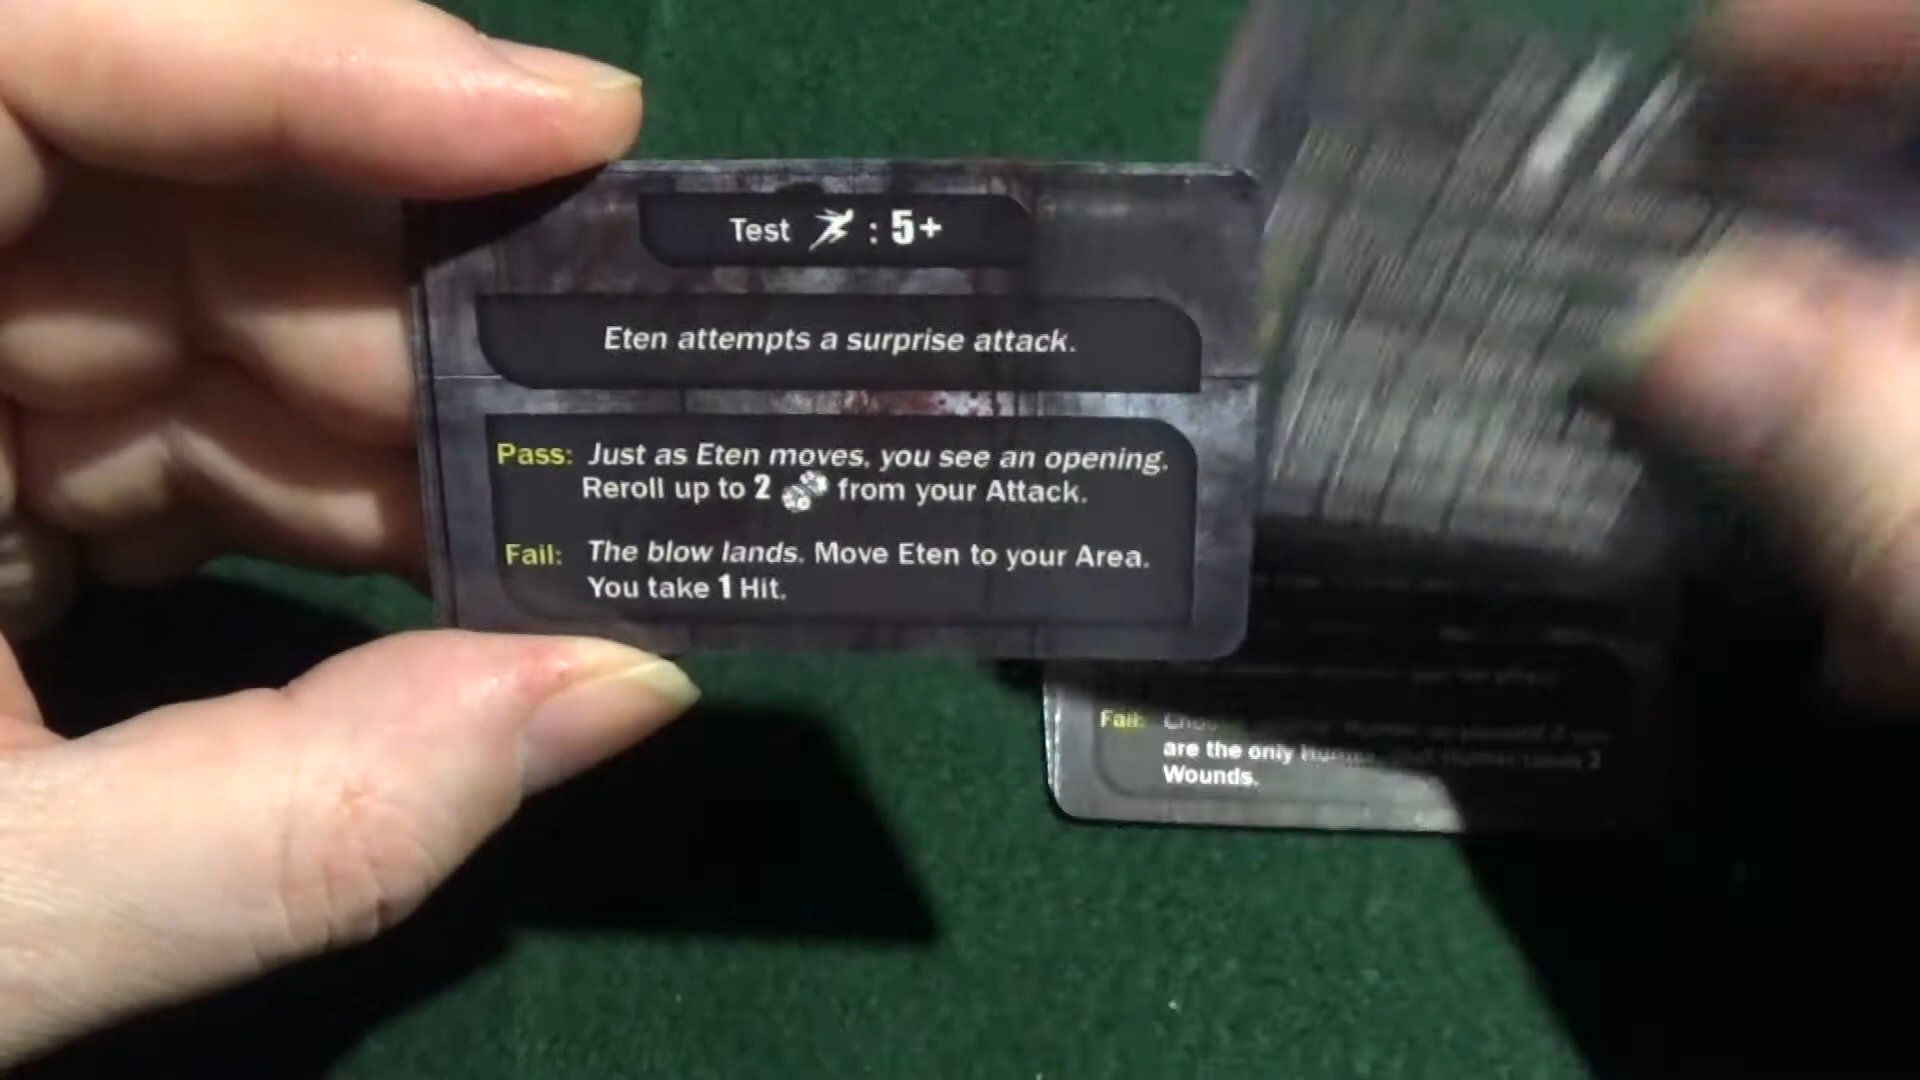 Test : 5+
Eten attempts a surprise attack.
Pass: Just as Eten moves, you see an opening.
Reroll up to 2 from your Attack.
Fail: The blow lands. Move Eten to your Area.
You take 1 Hit.
Fail:
are the only
Wounds.